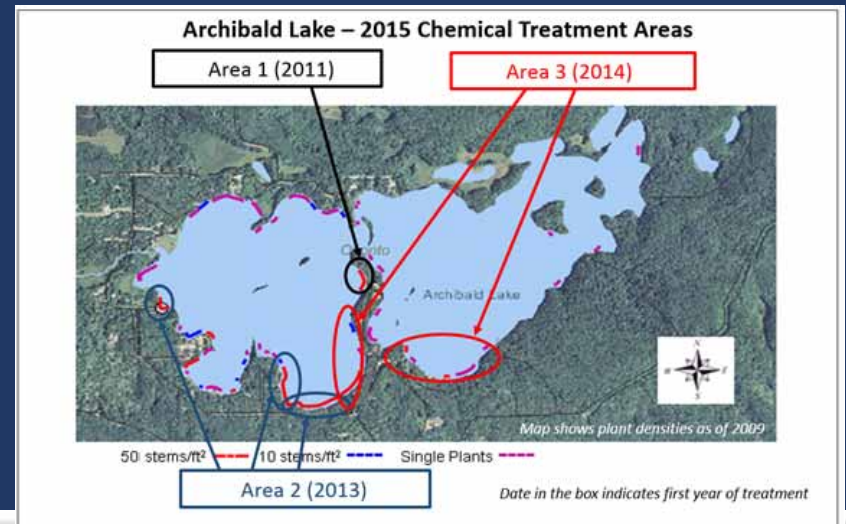 Archibald Lake – 2015 Chemical Treatment Areas
Area 1 (2011)
Area 3 (2014)
Archibald Lake
N
E
S
Map shows plant densities as of 2009
50 stems/ft² 10 stems/ft² Single Plants
Area 2 (2013)
Date in the box indicates first year of treatment